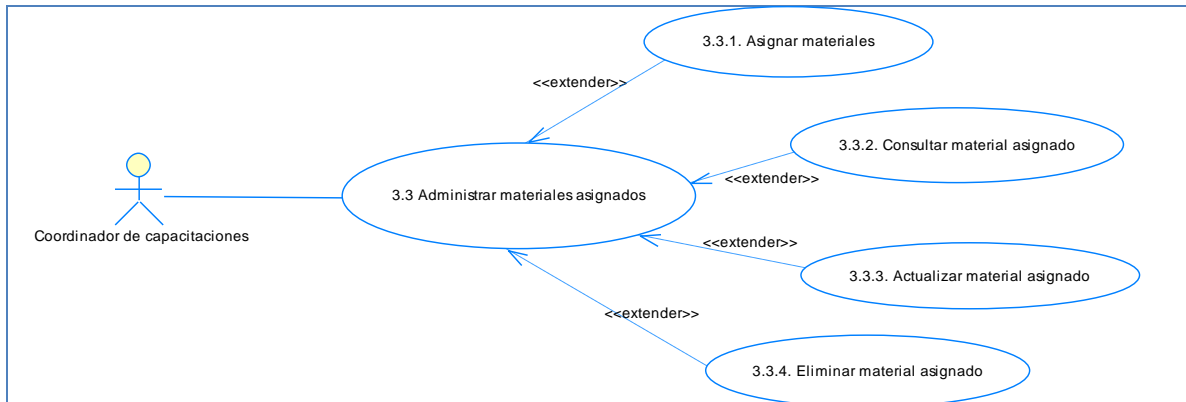 3.3.1. Asignar materiales
<<extender>>
3.3.2. Consultar material asignado
<<extender>>
3.3 Administrar materiales asignados
Coordinador de capacitaciones
<<extender>>
3.3.3. Actualizar material asignado
<<extender>>
3.3.4. Eliminar material asignado